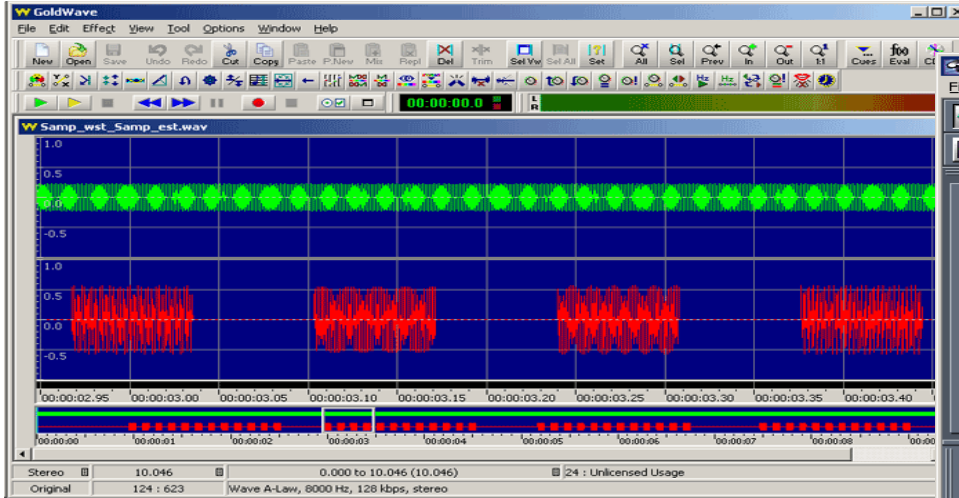 GoldWave
File Edit Effect View Tool Options Window Help
New Open Save Undo Redo Cut Copy Paste P.New Mix Repl Del Trim Sel Vw Sel All Set All Sel Prev In Out 1:1 Cues Eval
00:00:00.0 L
R
Samp_wst_Samp_est.wav
1.0
0.5
0.0
-0.5
1.0
0.5
0.0
-0.5
00:00:02.95 00:00:03.00 00:00:03.05 00:00:03.10 00:00:03.15 00:00:03.20 00:00:03.25 00:00:03.30 00:00:03.35 00:00:03.40
00:00:00 00:00:01 00:00:02 00:00:03 00:00:04 00:00:05 00:00:06 00:00:07 00:00:08
Stereo 10.046 0.000 to 10.046 (10.046) 24 : Unlicensed Usage
Original 124 : 623 Wave A-Law, 8000 Hz, 128 kbps, stereo